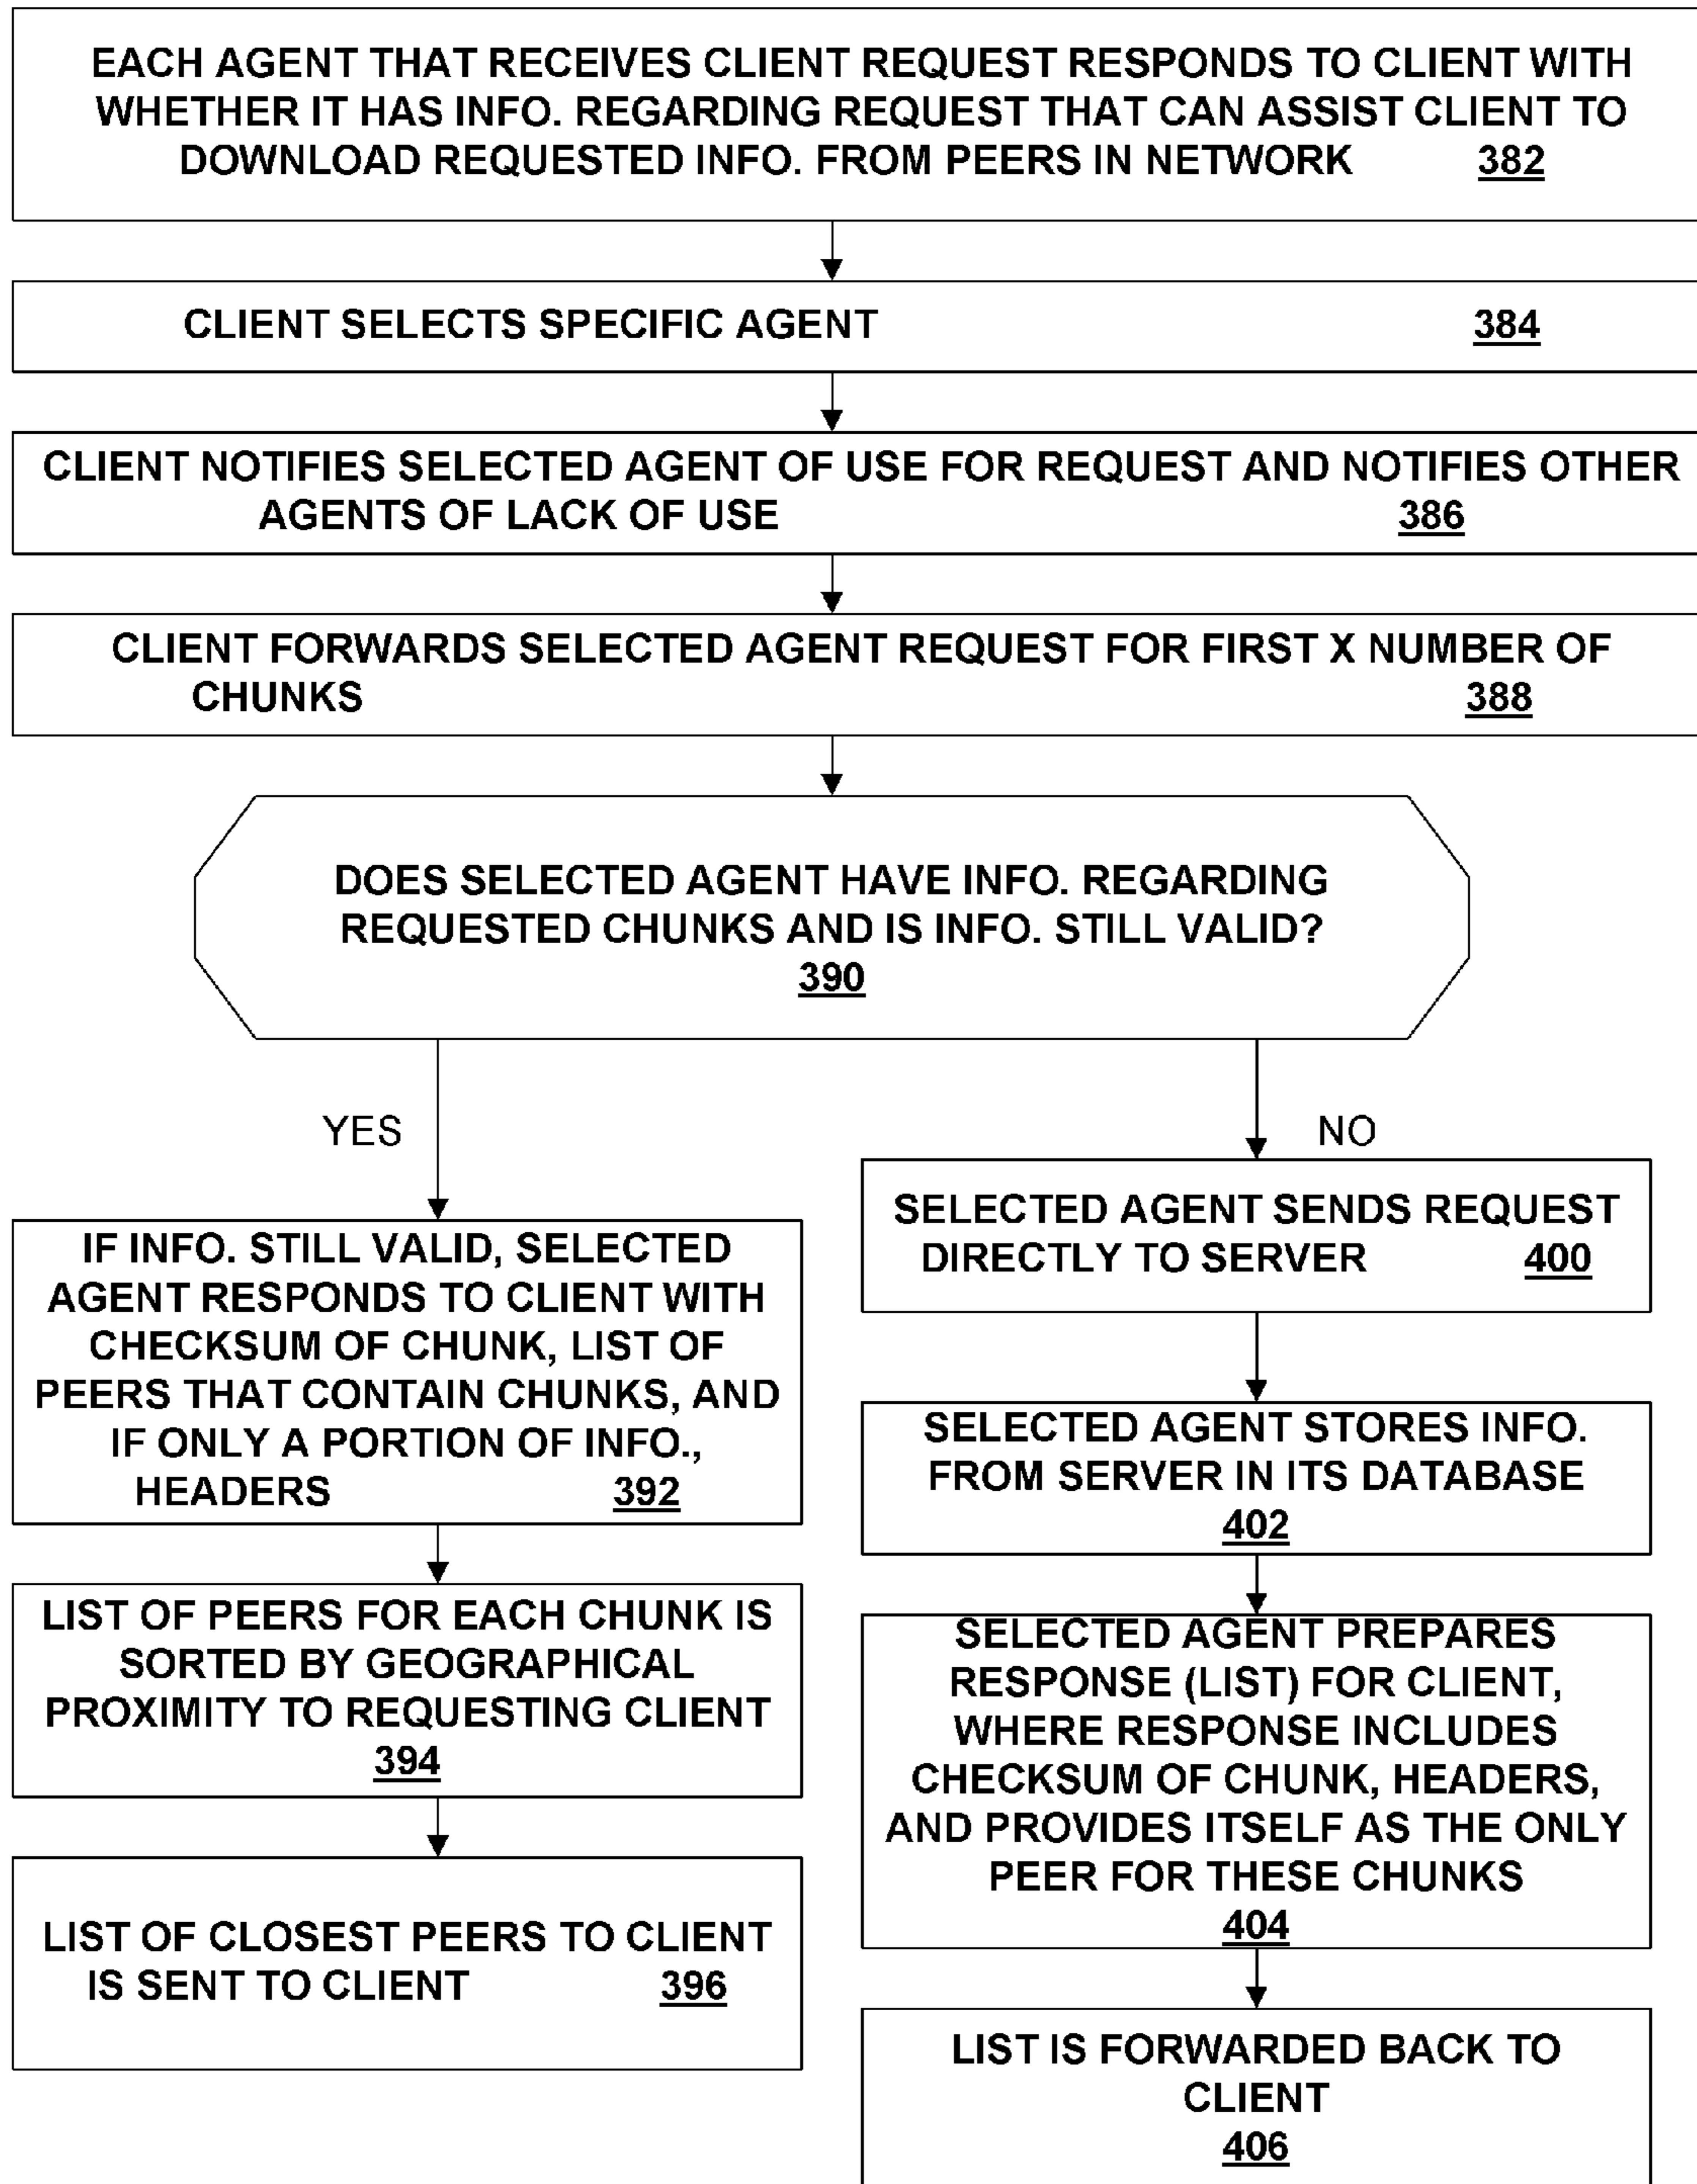 EACH AGENT THAT RECEIVES CLIENT REQUEST RESPONDS TO CLIENT WITH
WHETHER IT HAS INFO. REGARDING REQUEST THAT CAN ASSIST CLIENT TO
DOWNLOAD REQUESTED INFO. FROM PEERS IN NETWORK 382
CLIENT SELECTS SPECIFIC AGENT 384
CLIENT NOTIFIES SELECTED AGENT OF USE FOR REQUEST AND NOTIFIES OTHER
AGENTS OF LACK OF USE 386
CLIENT FORWARDS SELECTED AGENT REQUEST FOR FIRST X NUMBER OF
CHUNKS 388
DOES SELECTED AGENT HAVE INFO. REGARDING
REQUESTED CHUNKS AND IS INFO. STILL VALID?
390
YES
IF INFO. STILL VALID, SELECTED
AGENT RESPONDS TO CLIENT WITH
CHECKSUM OF CHUNK, LIST OF
PEERS THAT CONTAIN CHUNKS, AND
IF ONLY A PORTION OF INFO.,
HEADERS 392
LIST OF PEERS FOR EACH CHUNK IS
SORTED BY GEOGRAPHICAL
PROXIMITY TO REQUESTING CLIENT
394
LIST OF CLOSEST PEERS TO CLIENT
IS SENT TO CLIENT 396
NO
SELECTED AGENT SENDS REQUEST
DIRECTLY TO SERVER 400
SELECTED AGENT STORES INFO.
FROM SERVER IN ITS DATABASE
402
SELECTED AGENT PREPARES
RESPONSE (LIST) FOR CLIENT,
WHERE RESPONSE INCLUDES
CHECKSUM OF CHUNK, HEADERS,
AND PROVIDES ITSELF AS THE ONLY
PEER FOR THESE CHUNKS
404
LIST IS FORWARDED BACK TO
CLIENT
406